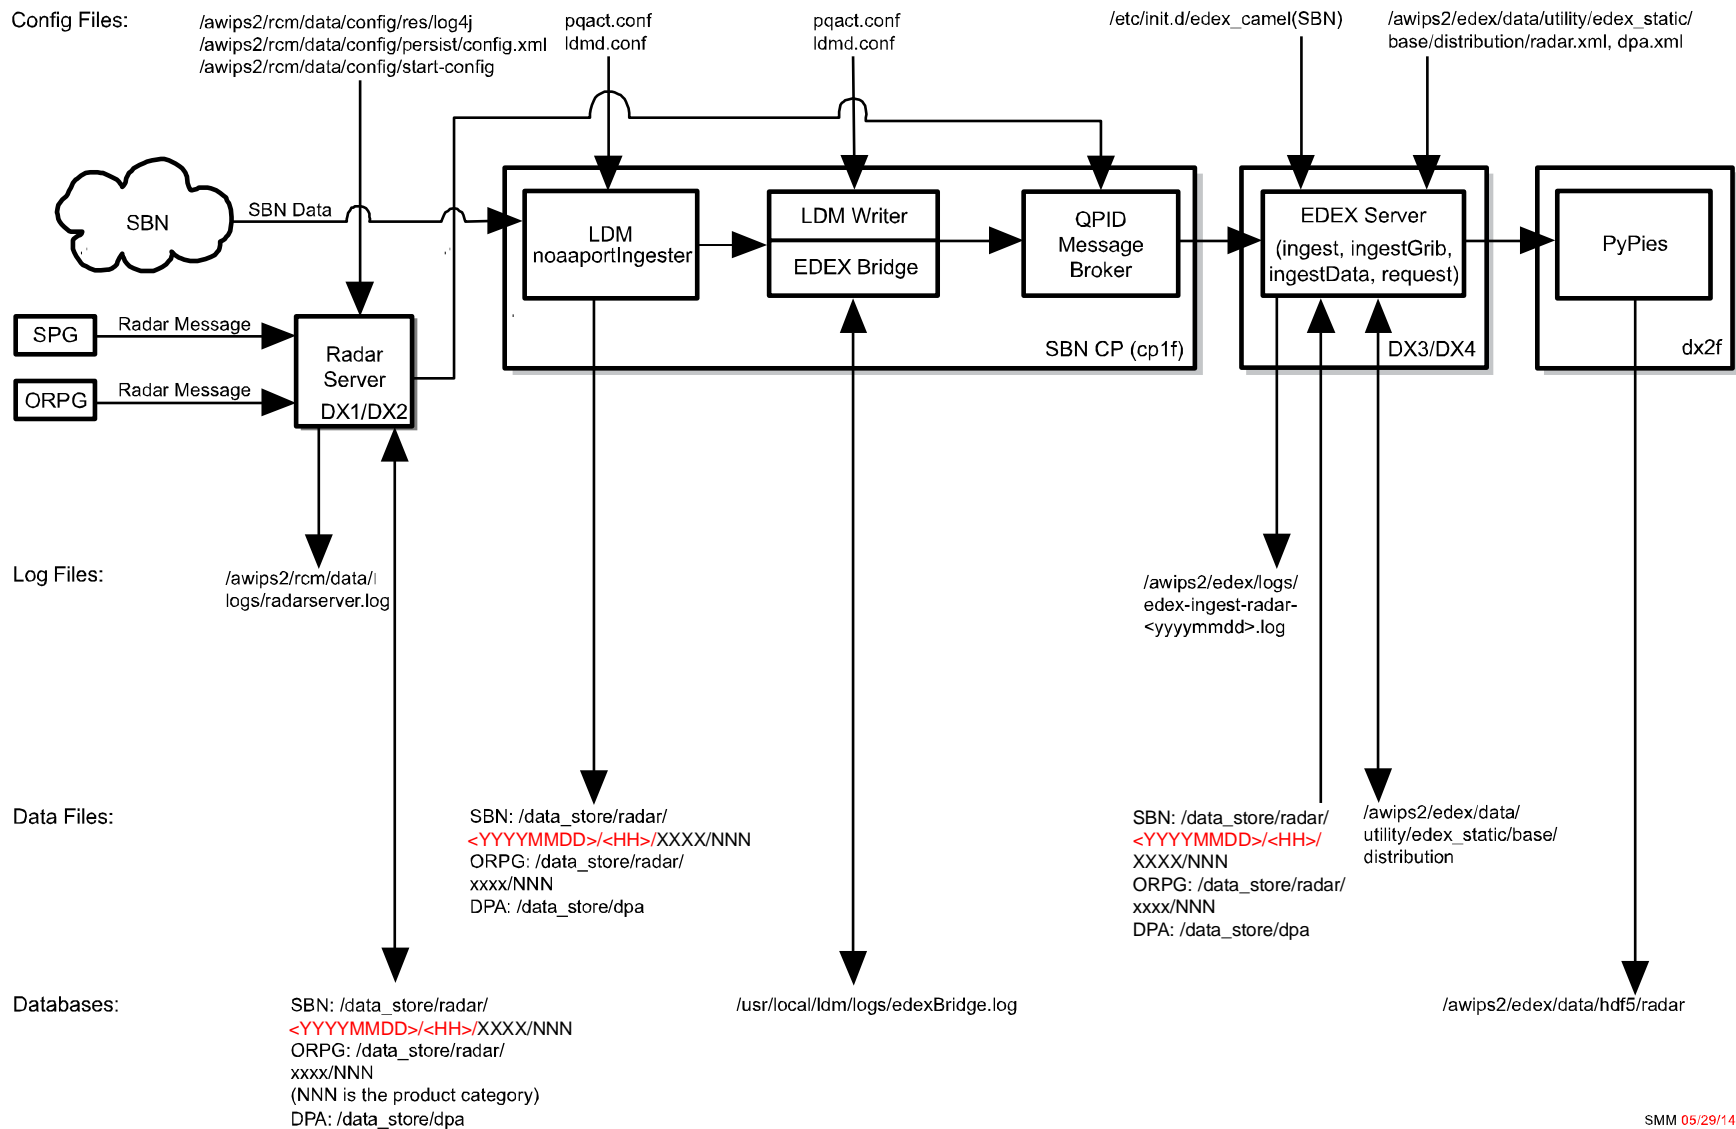 Config Files:
/awips2/rcm/data/config/res/log4j
/awips2/rcm/data/config/persist/config.xml
/awips2/rcm/data/config/start-config
pqact.conf
ldmd.conf
pqact.conf
ldmd.conf
/etc/init.d/edex_camel(SBN)
/awips2/edex/data/utility/edex_static/
base/distribution/radar.xml, dpa.xml
SBN
SBN Data
LDM
noaaportIngester
LDM Writer
EDEX Bridge
QPID
Message
Broker
SBN CP (cp1f)
EDEX Server
(ingest, ingestGrib,
ingestData, request)
DX3/DX4
PyPies
dx2f
SPG
Radar Message
ORPG
Radar Message
Radar
Server
DX1/DX2
Log Files:
/awips2/rcm/data/
logs/radarserver.log
/awips2/edex/logs/
edex-ingest-radar-
<yyyymmdd>.log
Data Files:
SBN: /data_store/radar/
<YYYYMMDD>/<HH>/XXXX/NNN
ORPG: /data_store/radar/
xxxx/NNN
DPA: /data_store/dpa
SBN: /data_store/radar/
<YYYYMMDD>/<HH>/
XXXX/NNN
ORPG: /data_store/radar/
xxxx/NNN
DPA: /data_store/dpa
/awips2/edex/data/
utility/edex_static/base/
distribution
Databases:
SBN: /data_store/radar/
<YYYYMMDD>/<HH>/XXXX/NNN
ORPG: /data_store/radar/
xxxx/NNN
(NNN is the product category)
DPA: /data_store/dpa
/usr/local/ldm/logs/edexBridge.log
/awips2/edex/data/hdf5/radar
SMM 05/29/14